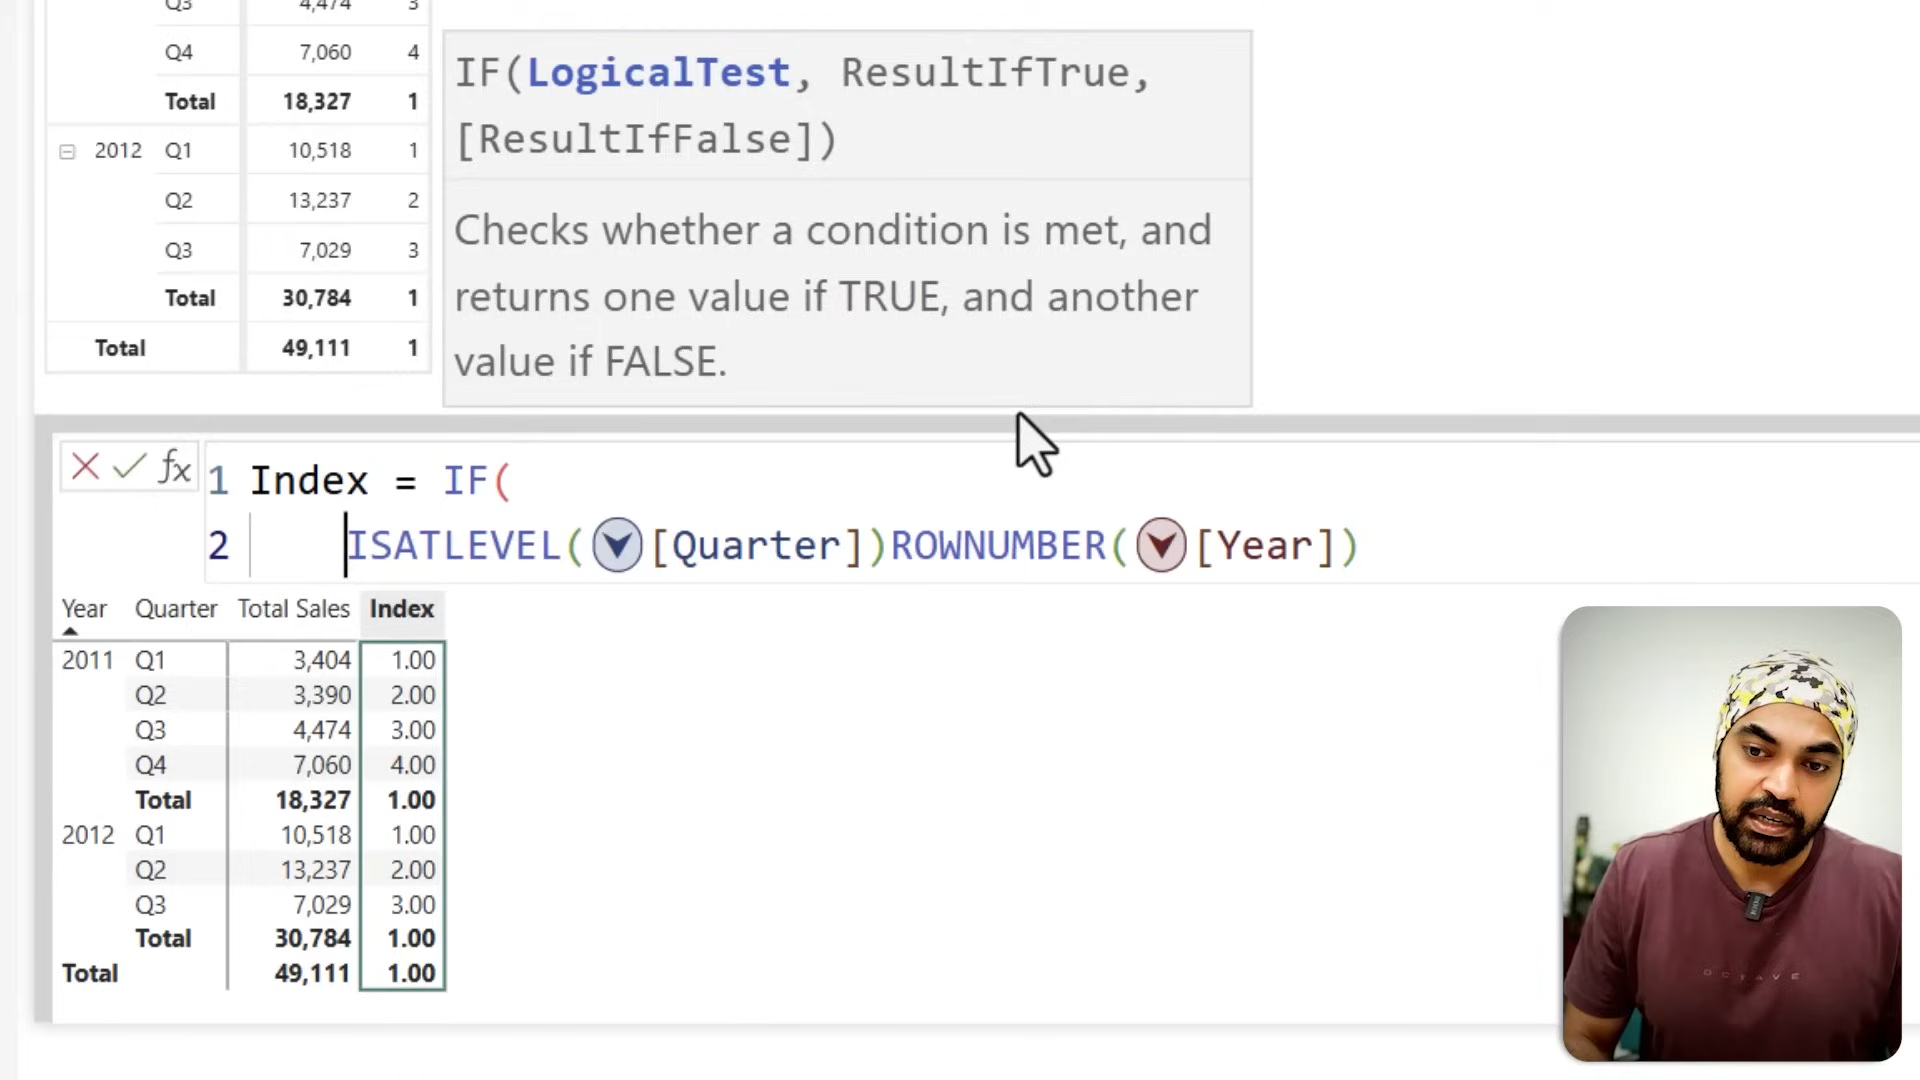 Q3 4,474 3
Q4 7,060 4
Total 18,327 1
2012 Q1 10,518 1
Q2 13,237 2
Q3 7,029 3
Total 30,784 1
Total 49,111 1
IF(LogicalTest, ResultIfTrue,
[ResultIfFalse])
Checks whether a condition is met, and
returns one value if TRUE, and another
value if FALSE.
fx
1 Index = IF(
2 ISATLEVEL([Quarter])ROWNUMBER([Year])
Year Quarter Total Sales Index
2011 Q1 3,404 1.00
Q2 3,390 2.00
Q3 4,474 3.00
Q4 7,060 4.00
Total 18,327 1.00
2012 Q1 10,518 1.00
Q2 13,237 2.00
Q3 7,029 3.00
Total 30,784 1.00
Total 49,111 1.00
OCTAVE